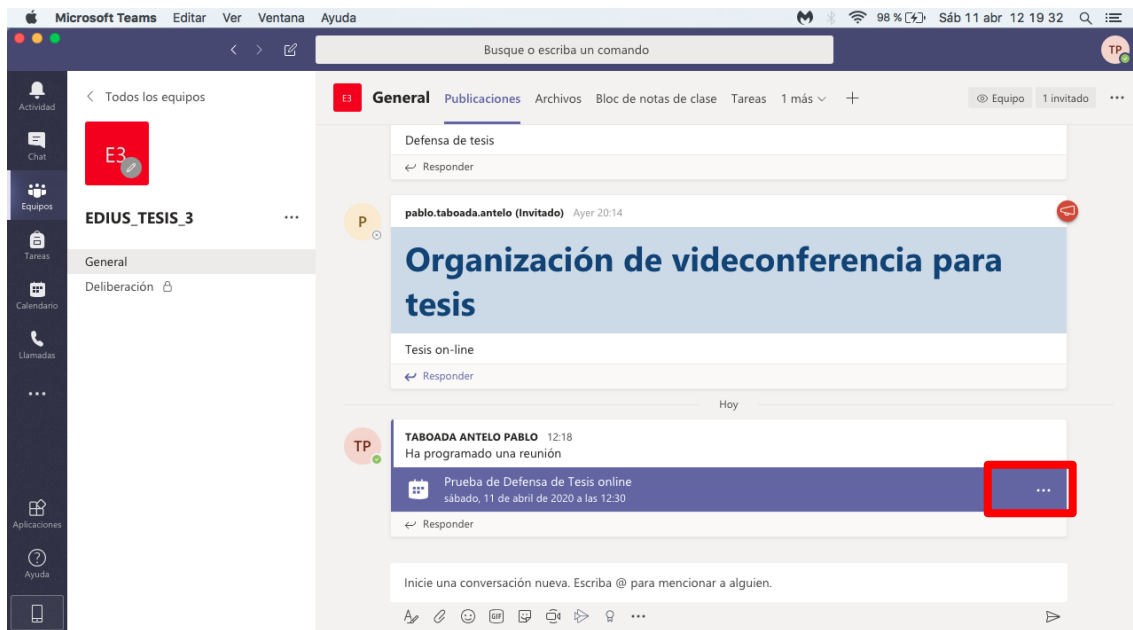 Microsoft Teams Editar Ver Ventana Ayuda 98 % Sáb 11 abr 12 19 32
Busque o escriba un comando TP
Actividad
Chat
Equipos
Tareas
Calendario
Llamadas
Aplicaciones
Ayuda
Todos los equipos
E3
EDIUS_TESIS_3
General
Deliberación
E3 General Publicaciones Archivos Bloc de notas de clase Tareas 1 más Equipo 1 invitado
Defensa de tesis
Responder
P pablo.taboada.antelo (Invitado) Ayer 20:14
Organización de videconferencia para
tesis
Tesis on-line
Responder
Hoy
TP TABOADA ANTELO PABLO 12:18
Ha programado una reunión
Prueba de Defensa de Tesis online
sábado, 11 de abril de 2020 a las 12:30
Responder
Inicie una conversación nueva. Escriba @ para mencionar a alguien.
GIF